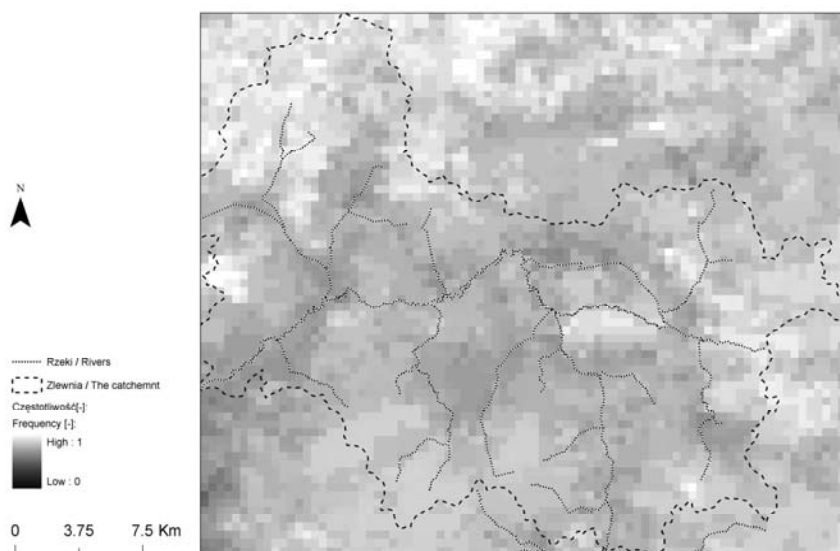 N
Rzeki / Rivers
Zlewnia / The catchemnt
Częstotliwość[-]:
Frequency [-]:
High : 1
Low : 0
0 3.75 7.5 Km